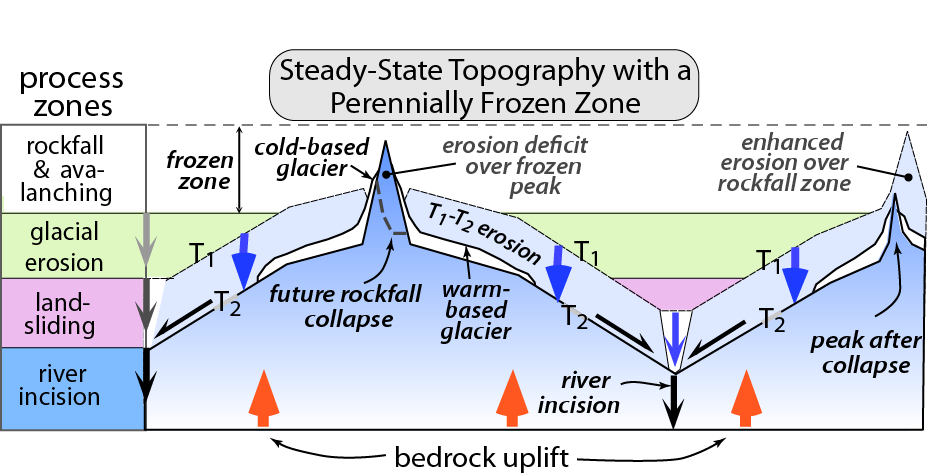 Steady-State Topography with a
Perennially Frozen Zone
process
zones
rockfall
& ava-
lanching
glacial
erosion
land-
sliding
river
incision
frozen
zone
cold-based
glacier
erosion deficit
over frozen
peak
enhanced
erosion over
rockfall zone
T1
T2
T1-T2 erosion
T1
T2
T1
T2
future rockfall
collapse
warm-
based
glacier
river
incision
peak after
collapse
bedrock uplift